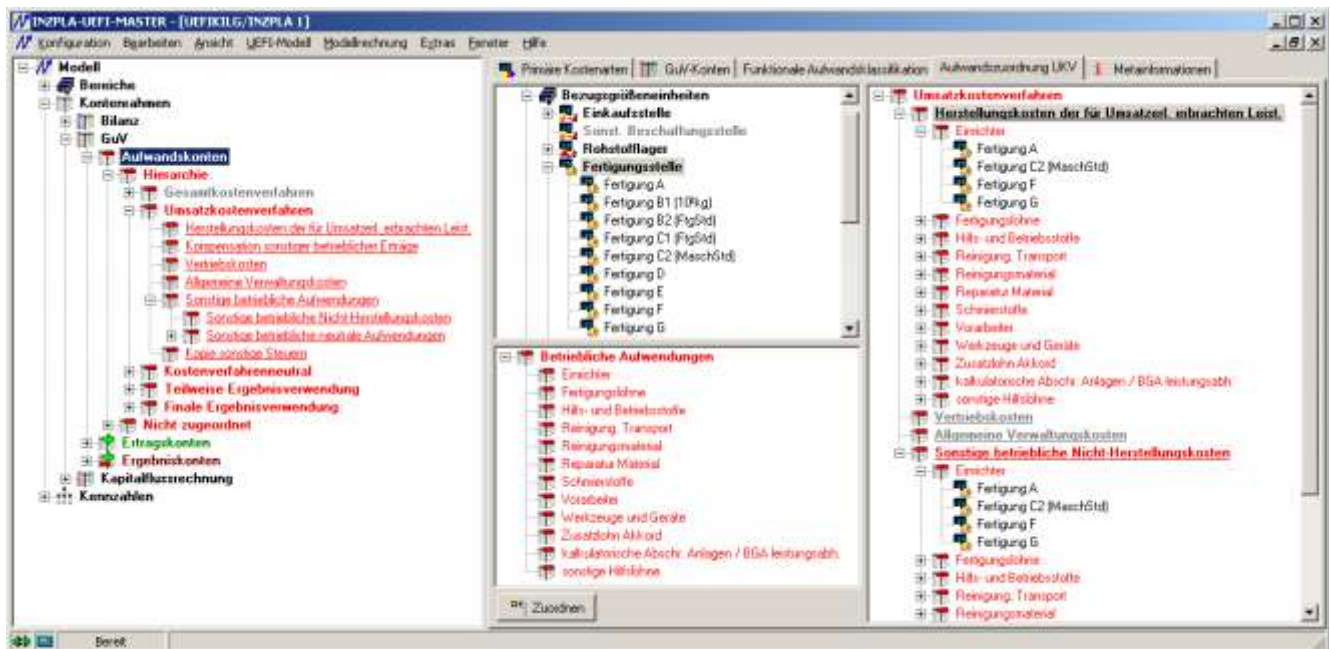 IN2PLA-UEFI-MASTER - [UEFIKILG/IN2PLA 1]
Konfiguration Bearbeiten Ansicht UEFI-Modell Modellrechnung Extras Fenster Hilfe
Modell
Bereiche
Kontenrahmen
Bilanz
GuV
Aufwandskonten
Hierarchie
Gesamtkostenverfahren
Umsatzkostenverfahren
Herstellungskosten der für Umsatzerl. erbrachten Leist.
Kompensation sonstiger betrieblicher Erträge
Vertriebskosten
Allgemeine Verwaltungskosten
Sonstige betriebliche Aufwendungen
Sonstige betriebliche Nicht-Herstellungskosten
Sonstige betriebliche neutrale Aufwendungen
Kopie sonstige Steuern
Kostenverfahrenneutral
Teilweise Ergebnisverwendung
Finale Ergebnisverwendung
Nicht zugeordnet
Ertragskonten
Ergebniskonten
Kapitalflussrechnung
Kennzahlen
Primäre Kostenarten GuV-Konten Funktionale Aufwandsklassifikation Aufwandszuordnung UKV Metainformationen
Bezugsgrößeneinheiten
Einkaufsstelle
Sonst. Beschaffungsstelle
Rohstofflager
Fertigungsstelle
Fertigung A
Fertigung B1 (10%kg)
Fertigung B2 (FtgStd)
Fertigung C1 (FtgStd)
Fertigung C2 (MaschStd)
Fertigung D
Fertigung E
Fertigung F
Fertigung G
Betriebliche Aufwendungen
Einrichter
Fertigungslöhne
Hilfs- und Betriebsstoffe
Reinigung, Transport
Reinigungsmaterial
Reparatur Material
Schmierstoffe
Vorarbeiter
Werkzeuge und Geräte
Zusatzlohn Akkord
kalkulatorische Abschr. Anlagen / BGA leistungsabh.
sonstige Hilfslöhne
Zuordnen
Umsatzkostenverfahren
Herstellungskosten der für Umsatzerl. erbrachten Leist.
Einrichter
Fertigung A
Fertigung C2 (MaschStd)
Fertigung F
Fertigung G
Fertigungslöhne
Hilfs- und Betriebsstoffe
Reinigung, Transport
Reinigungsmaterial
Reparatur Material
Schmierstoffe
Vorarbeiter
Werkzeuge und Geräte
Zusatzlohn Akkord
kalkulatorische Abschr. Anlagen / BGA leistungsabh.
sonstige Hilfslöhne
Vertriebskosten
Allgemeine Verwaltungskosten
Sonstige betriebliche Nicht-Herstellungskosten
Einrichter
Fertigung A
Fertigung C2 (MaschStd)
Fertigung F
Fertigung G
Fertigungslöhne
Hilfs- und Betriebsstoffe
Reinigung, Transport
Reinigungsmaterial
Bereit